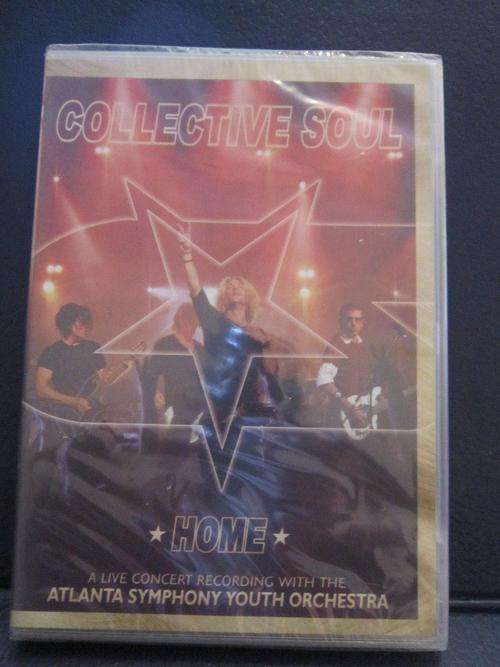 COLLECTIVE SOUL
HOME
A LIVE CONCERT RECORDING WITH THE
ATLANTA SYMPHONY YOUTH ORCHESTRA